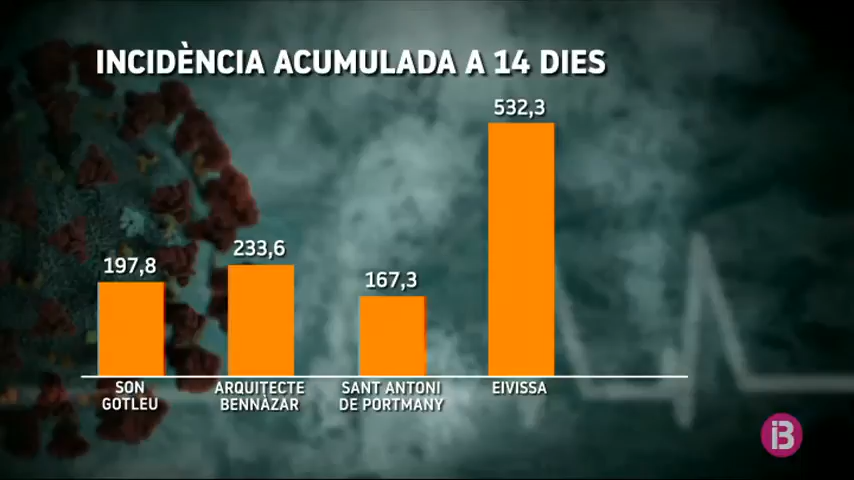 INCIDÈNCIA ACUMULADA A 14 DIES
532,3
233,6
197,8
167,3
SON
GOTLEU
ARQUITECTE
BENNÀZAR
SANT ANTONI
DE PORTMANY
EIVISSA
IB3